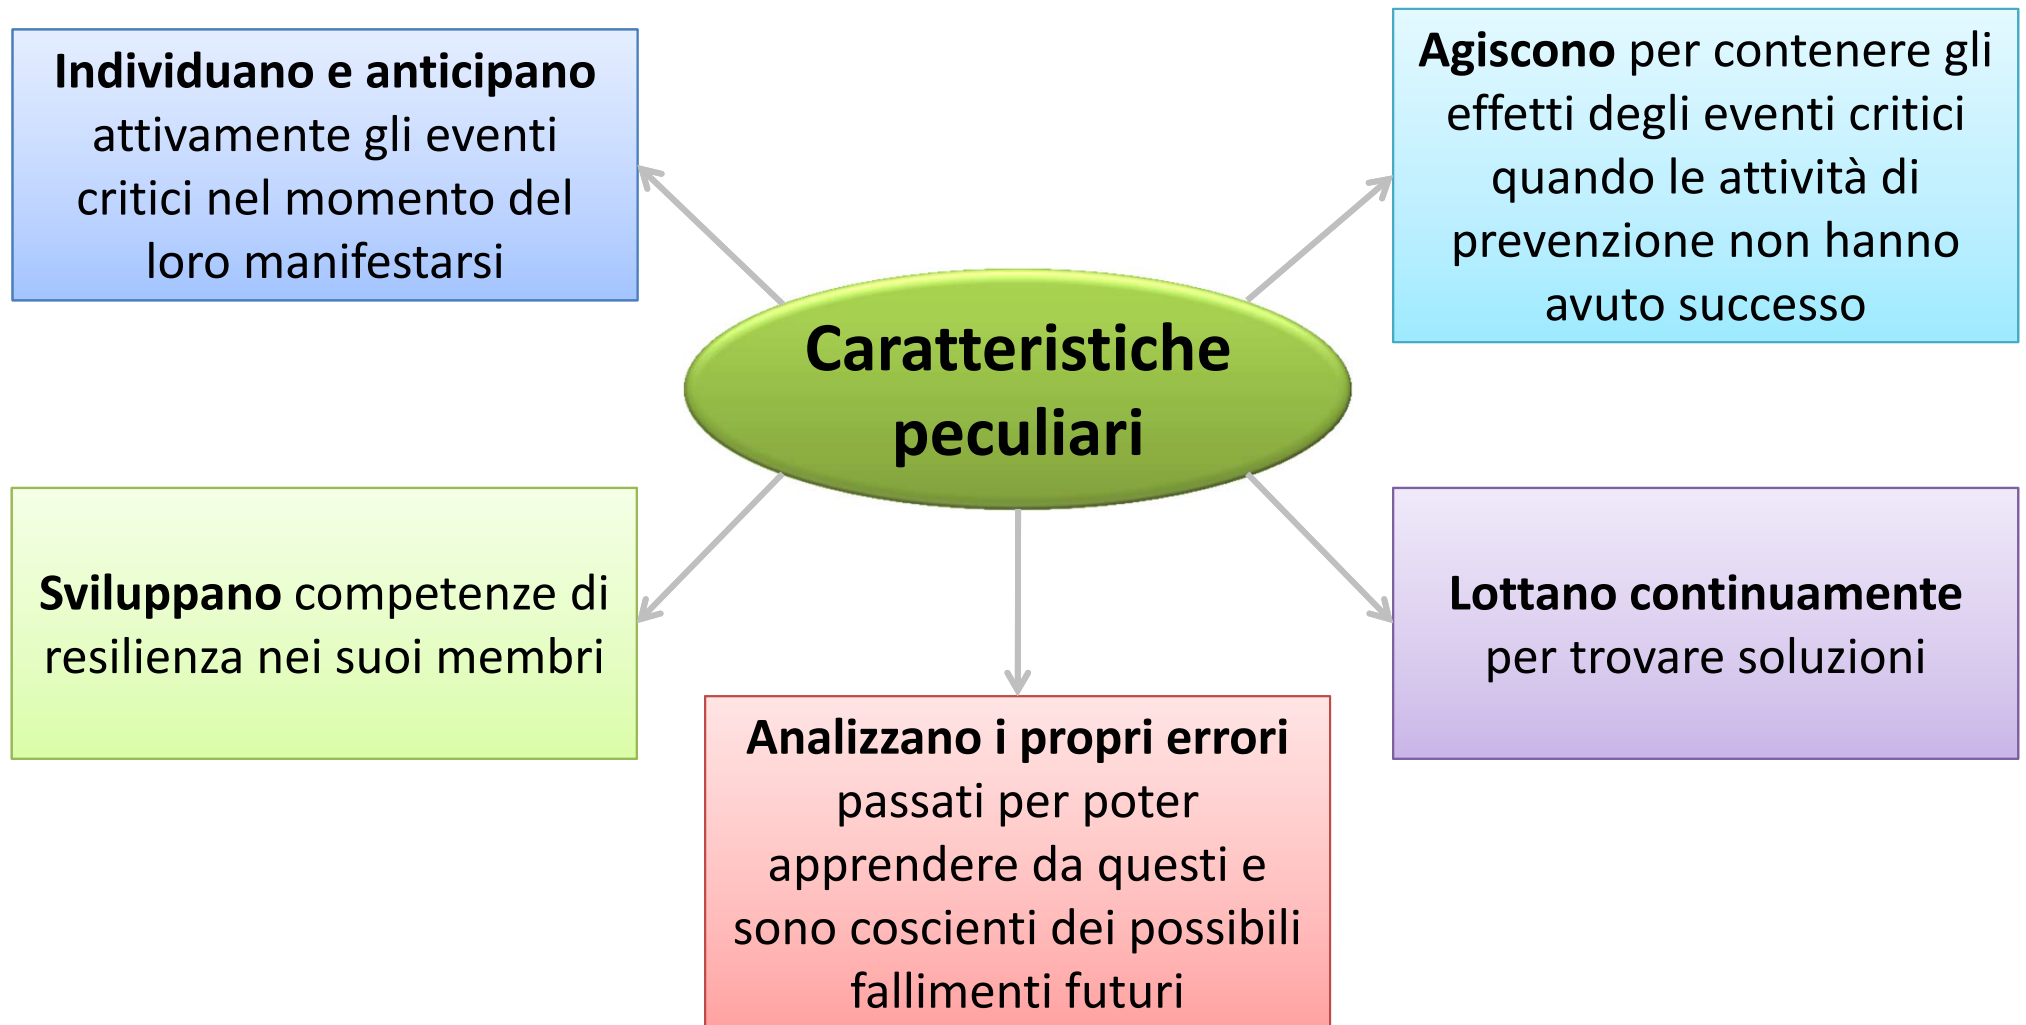 Individuano e anticipano
attivamente gli eventi
critici nel momento del
loro manifestarsi
Agiscono per contenere gli
effetti degli eventi critici
quando le attività di
prevenzione non hanno
avuto successo
Caratteristiche
peculiari
Sviluppano competenze di
resilienza nei suoi membri
Lottano continuamente
per trovare soluzioni
Analizzano i propri errori
passati per poter
apprendere da questi e
sono coscienti dei possibili
fallimenti futuri